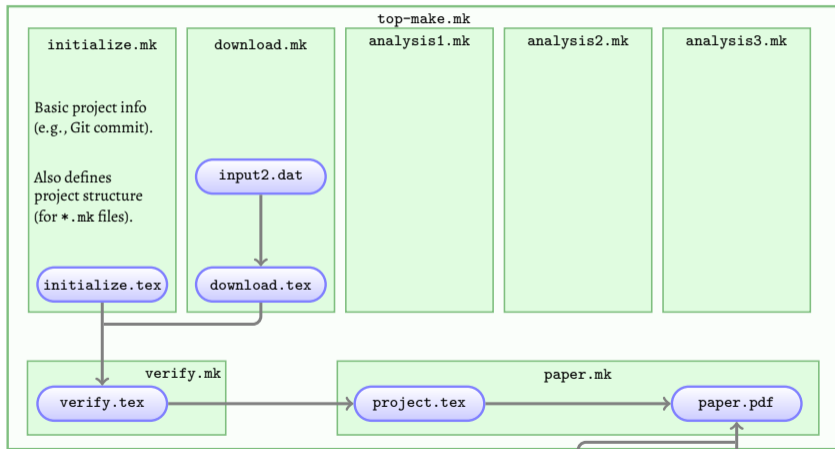 top-make.mk
initialize.mk
download.mk
analysis1.mk
analysis2.mk
analysis3.mk
Basic project info
(e.g., Git commit).
Also defines
project structure
(for *.mk files).
input2.dat
initialize.tex
download.tex
verify.mk
paper.mk
verify.tex
project.tex
paper.pdf